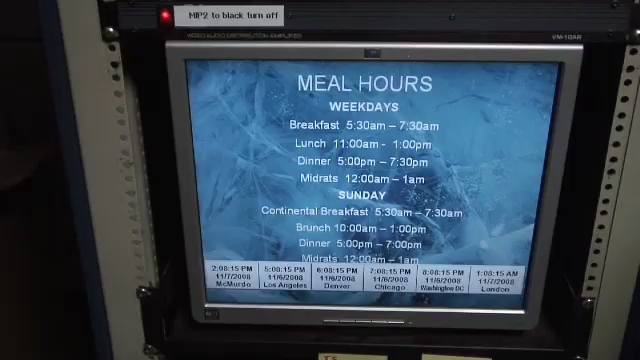 MIP2 to black turn off
VIDEO AUDIO DISTRIBUTION AMPLIFIER
VM-10AR
MEAL HOURS
WEEKDAYS
Breakfast 5:30am – 7:30am
Lunch 11:00am - 1:00pm
Dinner 5:00pm – 7:30pm
Midrats 12:00am – 1am
SUNDAY
Continental Breakfast 5:30am – 7:30am
Brunch 10:00am – 1:00pm
Dinner 5:00pm – 7:00pm
Midrats 12:00am – 1am
2:08:15 PM 5:08:15 PM 6:08:15 PM 7:08:15 PM 8:08:15 PM 1:08:15 AM
11/7/2008 11/6/2008 11/6/2008 11/6/2008 11/6/2008 11/7/2008
McMurdo Los Angeles Denver Chicago Washington DC London